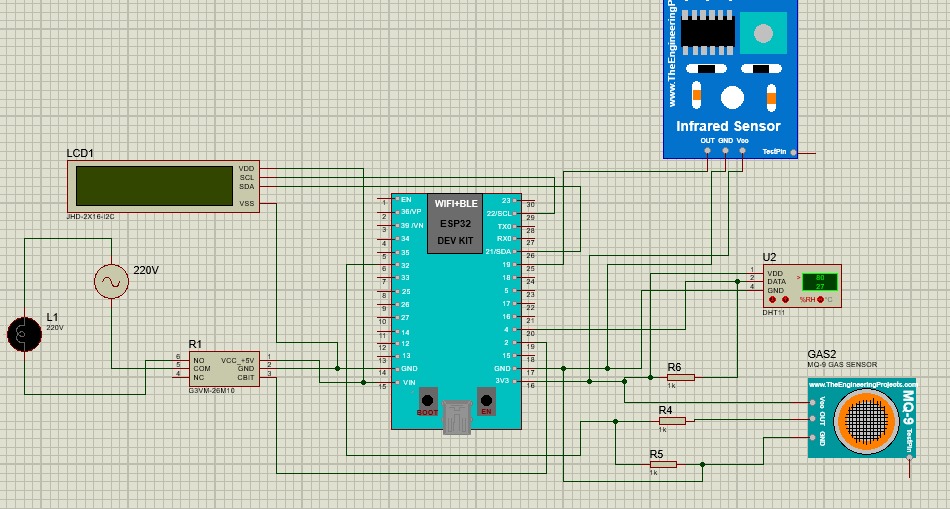 www.TheEngineeringP
Infrared Sensor
OUT GND Vcc
TestPin
LCD1
VDD
SCL
SDA
VSS
JHD-2X16-I2C
220V
L1
220V
R1
6 NO VCC_+5V 1
5 COM GND 2
4 NC CBIT 3
G3VM-26M10
WIFI+BLE
ESP32
DEV KIT
EN 1
36/VP 2
39 /VN 3
34 4
35 5
32 6
33 7
25 8
26 9
27 10
14 11
12 12
13 13
GND 14
VIN 15
23 30
22/SCL 29
TX0 28
RX0 27
21/SDA 26
19 25
18 24
5 23
17 22
16 21
4 20
2 19
15 18
GND 17
3V3 16
BOOT
EN
U2
1 VDD
2 DATA
4 GND
> 80
27
%RH °C
DHT11
R6
1k
R4
1k
R5
1k
GAS2
MQ-9 GAS SENSOR
www.TheEngineeringProjects.com
Vcc OUT GND
MQ-9
TestPin